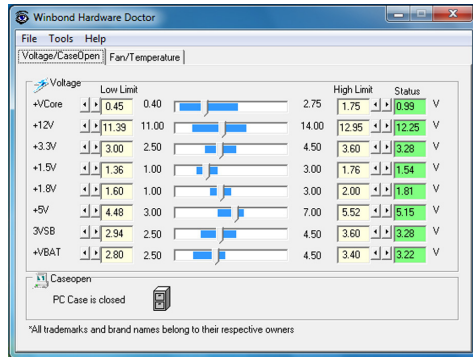 Winbond Hardware Doctor
File Tools Help
Voltage/CaseOpen Fan/Temperature
Voltage Low Limit High Limit Status
+VCore 0.45 0.40 2.75 1.75 0.99 V
+12V 11.39 11.00 14.00 12.95 12.25 V
+3.3V 3.00 2.50 4.50 3.60 3.28 V
+1.5V 1.36 1.00 3.00 1.76 1.54 V
+1.8V 1.60 1.00 3.00 2.00 1.81 V
+5V 4.48 3.00 7.00 5.52 5.15 V
3VSB 2.94 2.50 4.50 3.60 3.28 V
+VBAT 2.80 2.50 4.50 3.40 3.22 V
Caseopen
PC Case is closed
*All trademarks and brand names belong to their respective owners